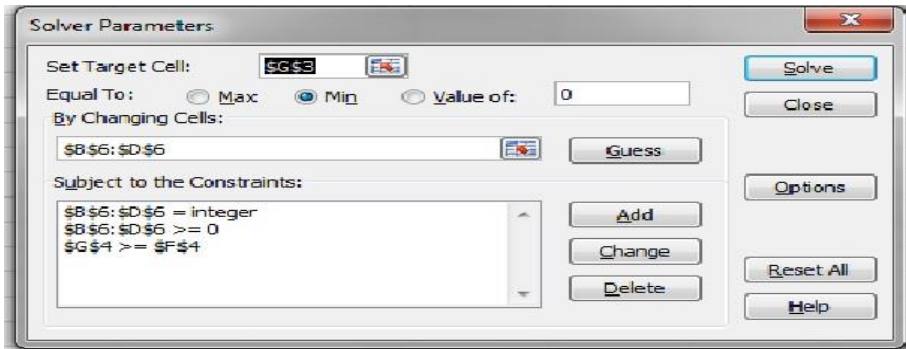 Solver Parameters
Set Target Cell: $G$3 Solve
Equal To: Max Min Value of: 0 Close
By Changing Cells:
$B$6:$D$6 Guess
Subject to the Constraints: Options
$B$6:$D$6 = integer Add
$B$6:$D$6 >= 0
$G$4 >= $F$4 Change
Reset All
Delete
Help